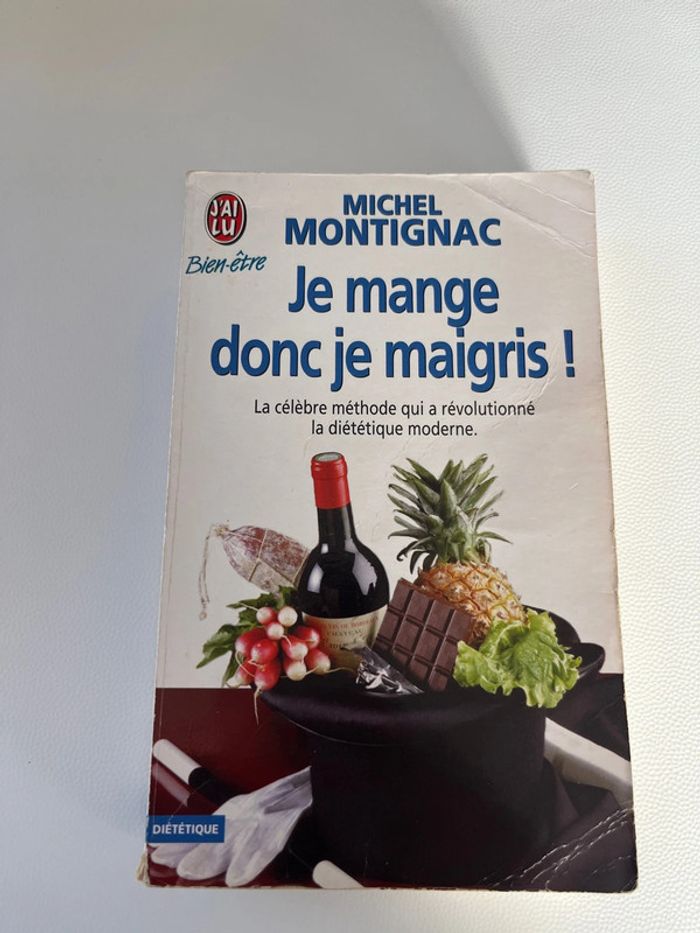 J'AI
LU
Bien-être
MICHEL
MONTIGNAC
Je mange
donc je maigris !
La célèbre méthode qui a révolutionné
la diététique moderne.
CHATEAU
DIÉTÉTIQUE